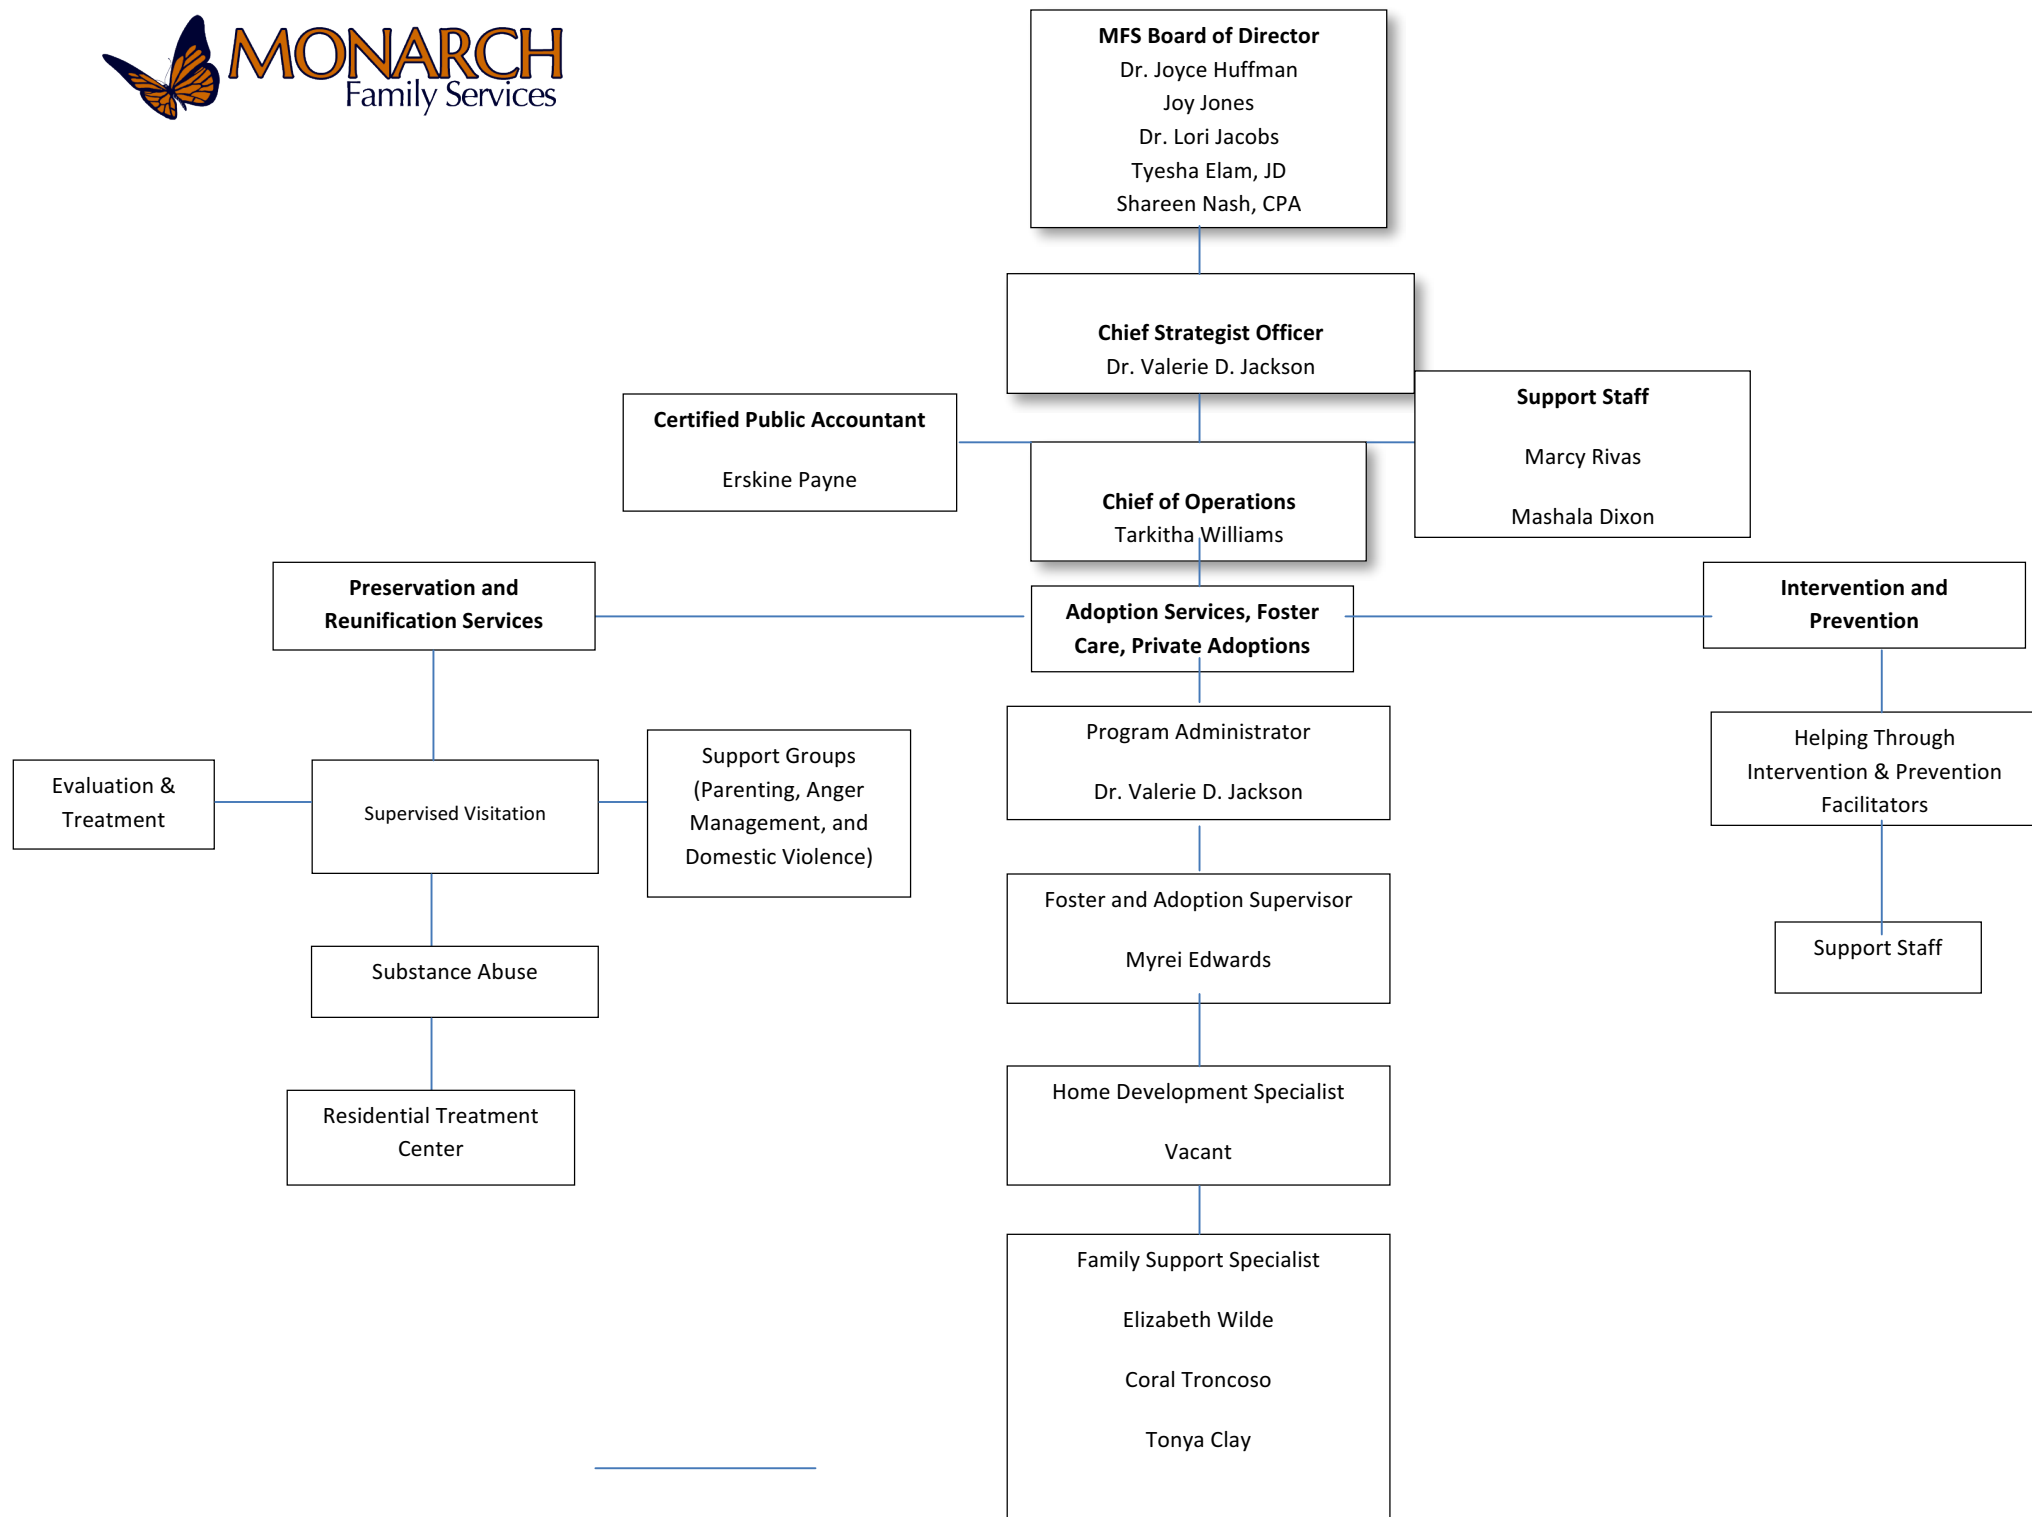 MONARCH
Family Services
MFS Board of Director
Dr. Joyce Huffman
Joy Jones
Dr. Lori Jacobs
Tyesha Elam, JD
Shareen Nash, CPA
Chief Strategist Officer
Dr. Valerie D. Jackson
Certified Public Accountant
Erskine Payne
Support Staff
Marcy Rivas
Mashala Dixon
Chief of Operations
Tarkitha Williams
Preservation and
Reunification Services
Adoption Services, Foster
Care, Private Adoptions
Intervention and
Prevention
Evaluation &
Treatment
Supervised Visitation
Support Groups
(Parenting, Anger
Management, and
Domestic Violence)
Substance Abuse
Residential Treatment
Center
Program Administrator
Dr. Valerie D. Jackson
Foster and Adoption Supervisor
Myrei Edwards
Home Development Specialist
Vacant
Family Support Specialist
Elizabeth Wilde
Coral Troncoso
Tonya Clay
Helping Through
Intervention & Prevention
Facilitators
Support Staff